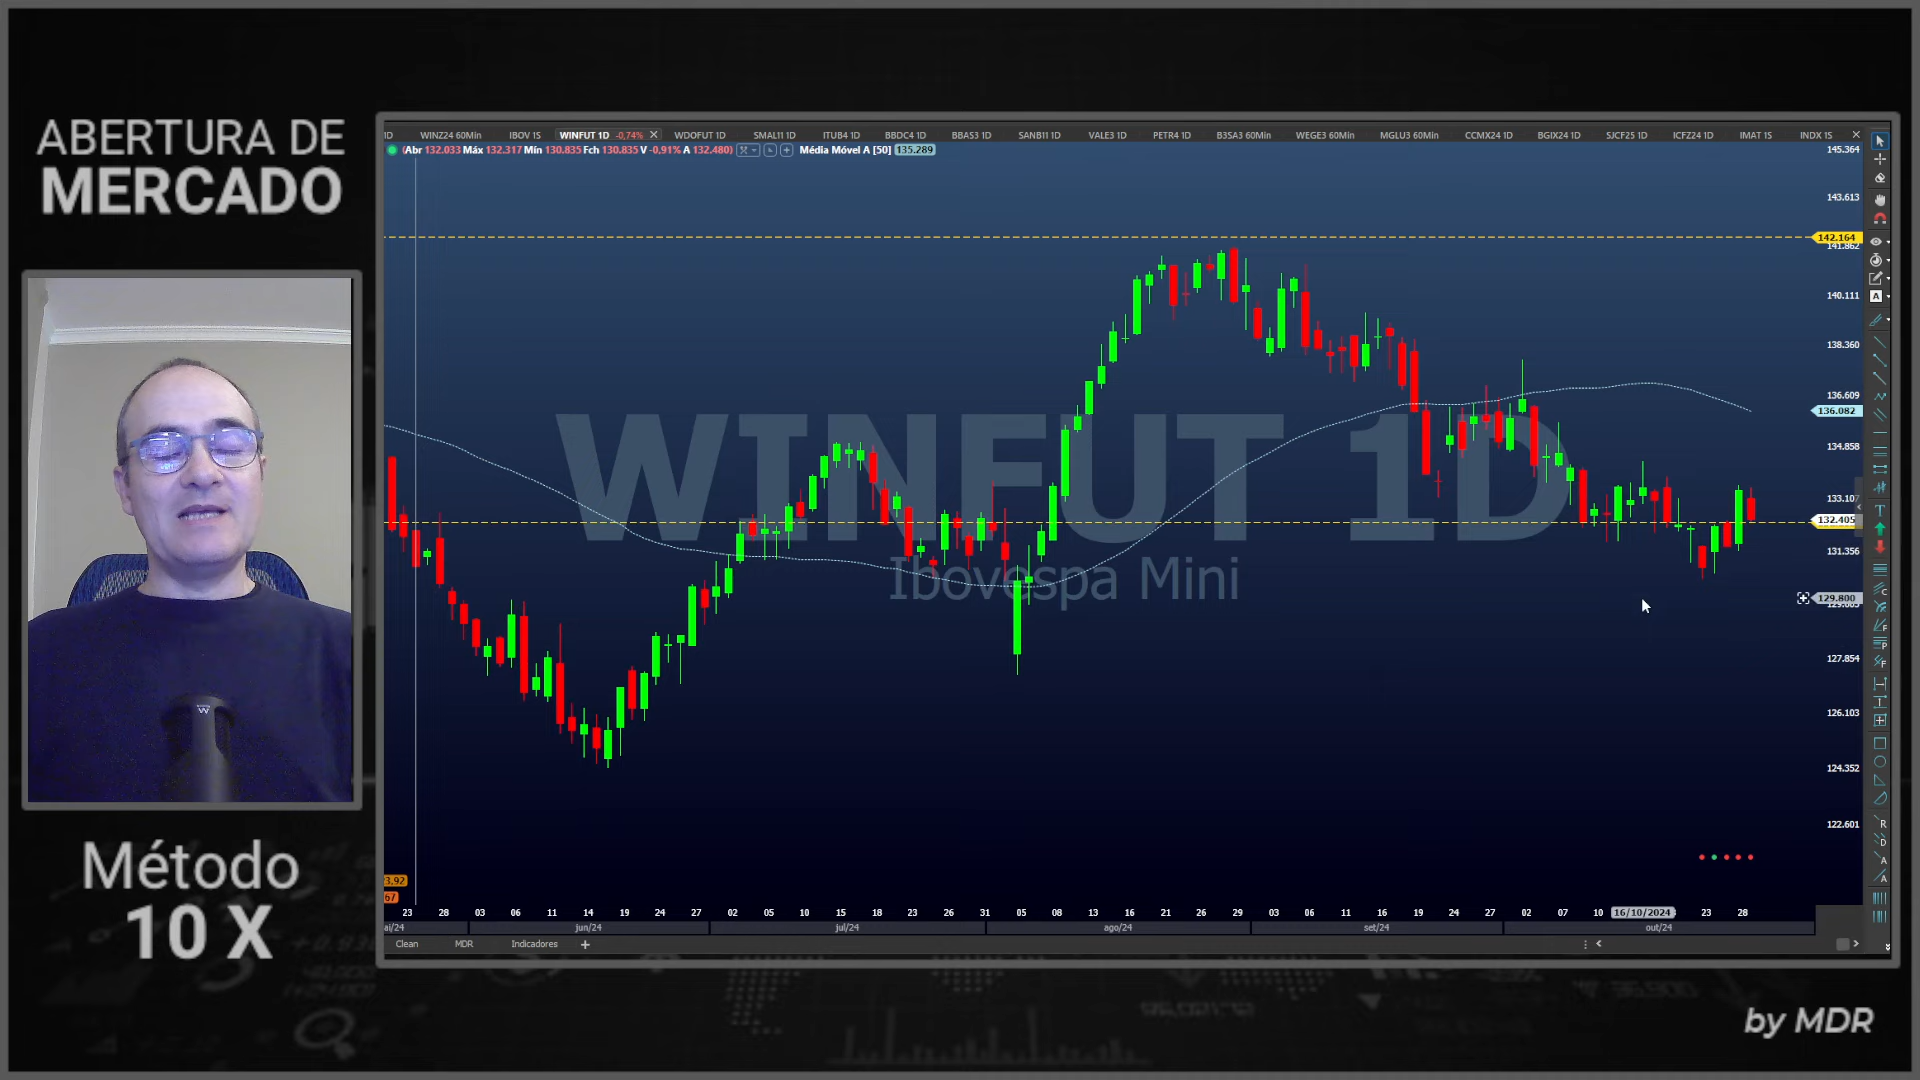 ABERTURA DE
MERCADO
Método
10 X
by MDR
WINZ24 60Min IBOV 1S WINFUT 1D -0,74% WDOFUT 1D SMAL11 1D ITUB4 1D BBDC4 1D BBAS3 1D SANB11 1D VALE3 1D PETR4 1D B3SA3 60Min WEGE3 60Min MGLU3 60Min CCMX24 1D BGIX24 1D SJCF25 1D ICFZ24 1D IMAT 1S INDX 1S
(Abr 132.033 Máx 132.317 Mín 130.835 Fch 130.835 V -0,91% A 132.480) Média Móvel A [50] 135.289
WINFUT 1D
Ibovespa Mini
145.364
143.613
142.164
141.862
140.111
138.360
136.609
136.082
134.858
133.107
132.405
131.356
129.800
127.854
126.103
124.352
122.601
23 28 03 06 11 14 19 24 27 02 05 10 15 18 23 26 31 05 08 13 16 21 26 29 03 06 11 16 19 24 27 02 07 10 16/10/2024 23 28
ai/24 jun/24 jul/24 ago/24 set/24 out/24
Clean MDR Indicadores +